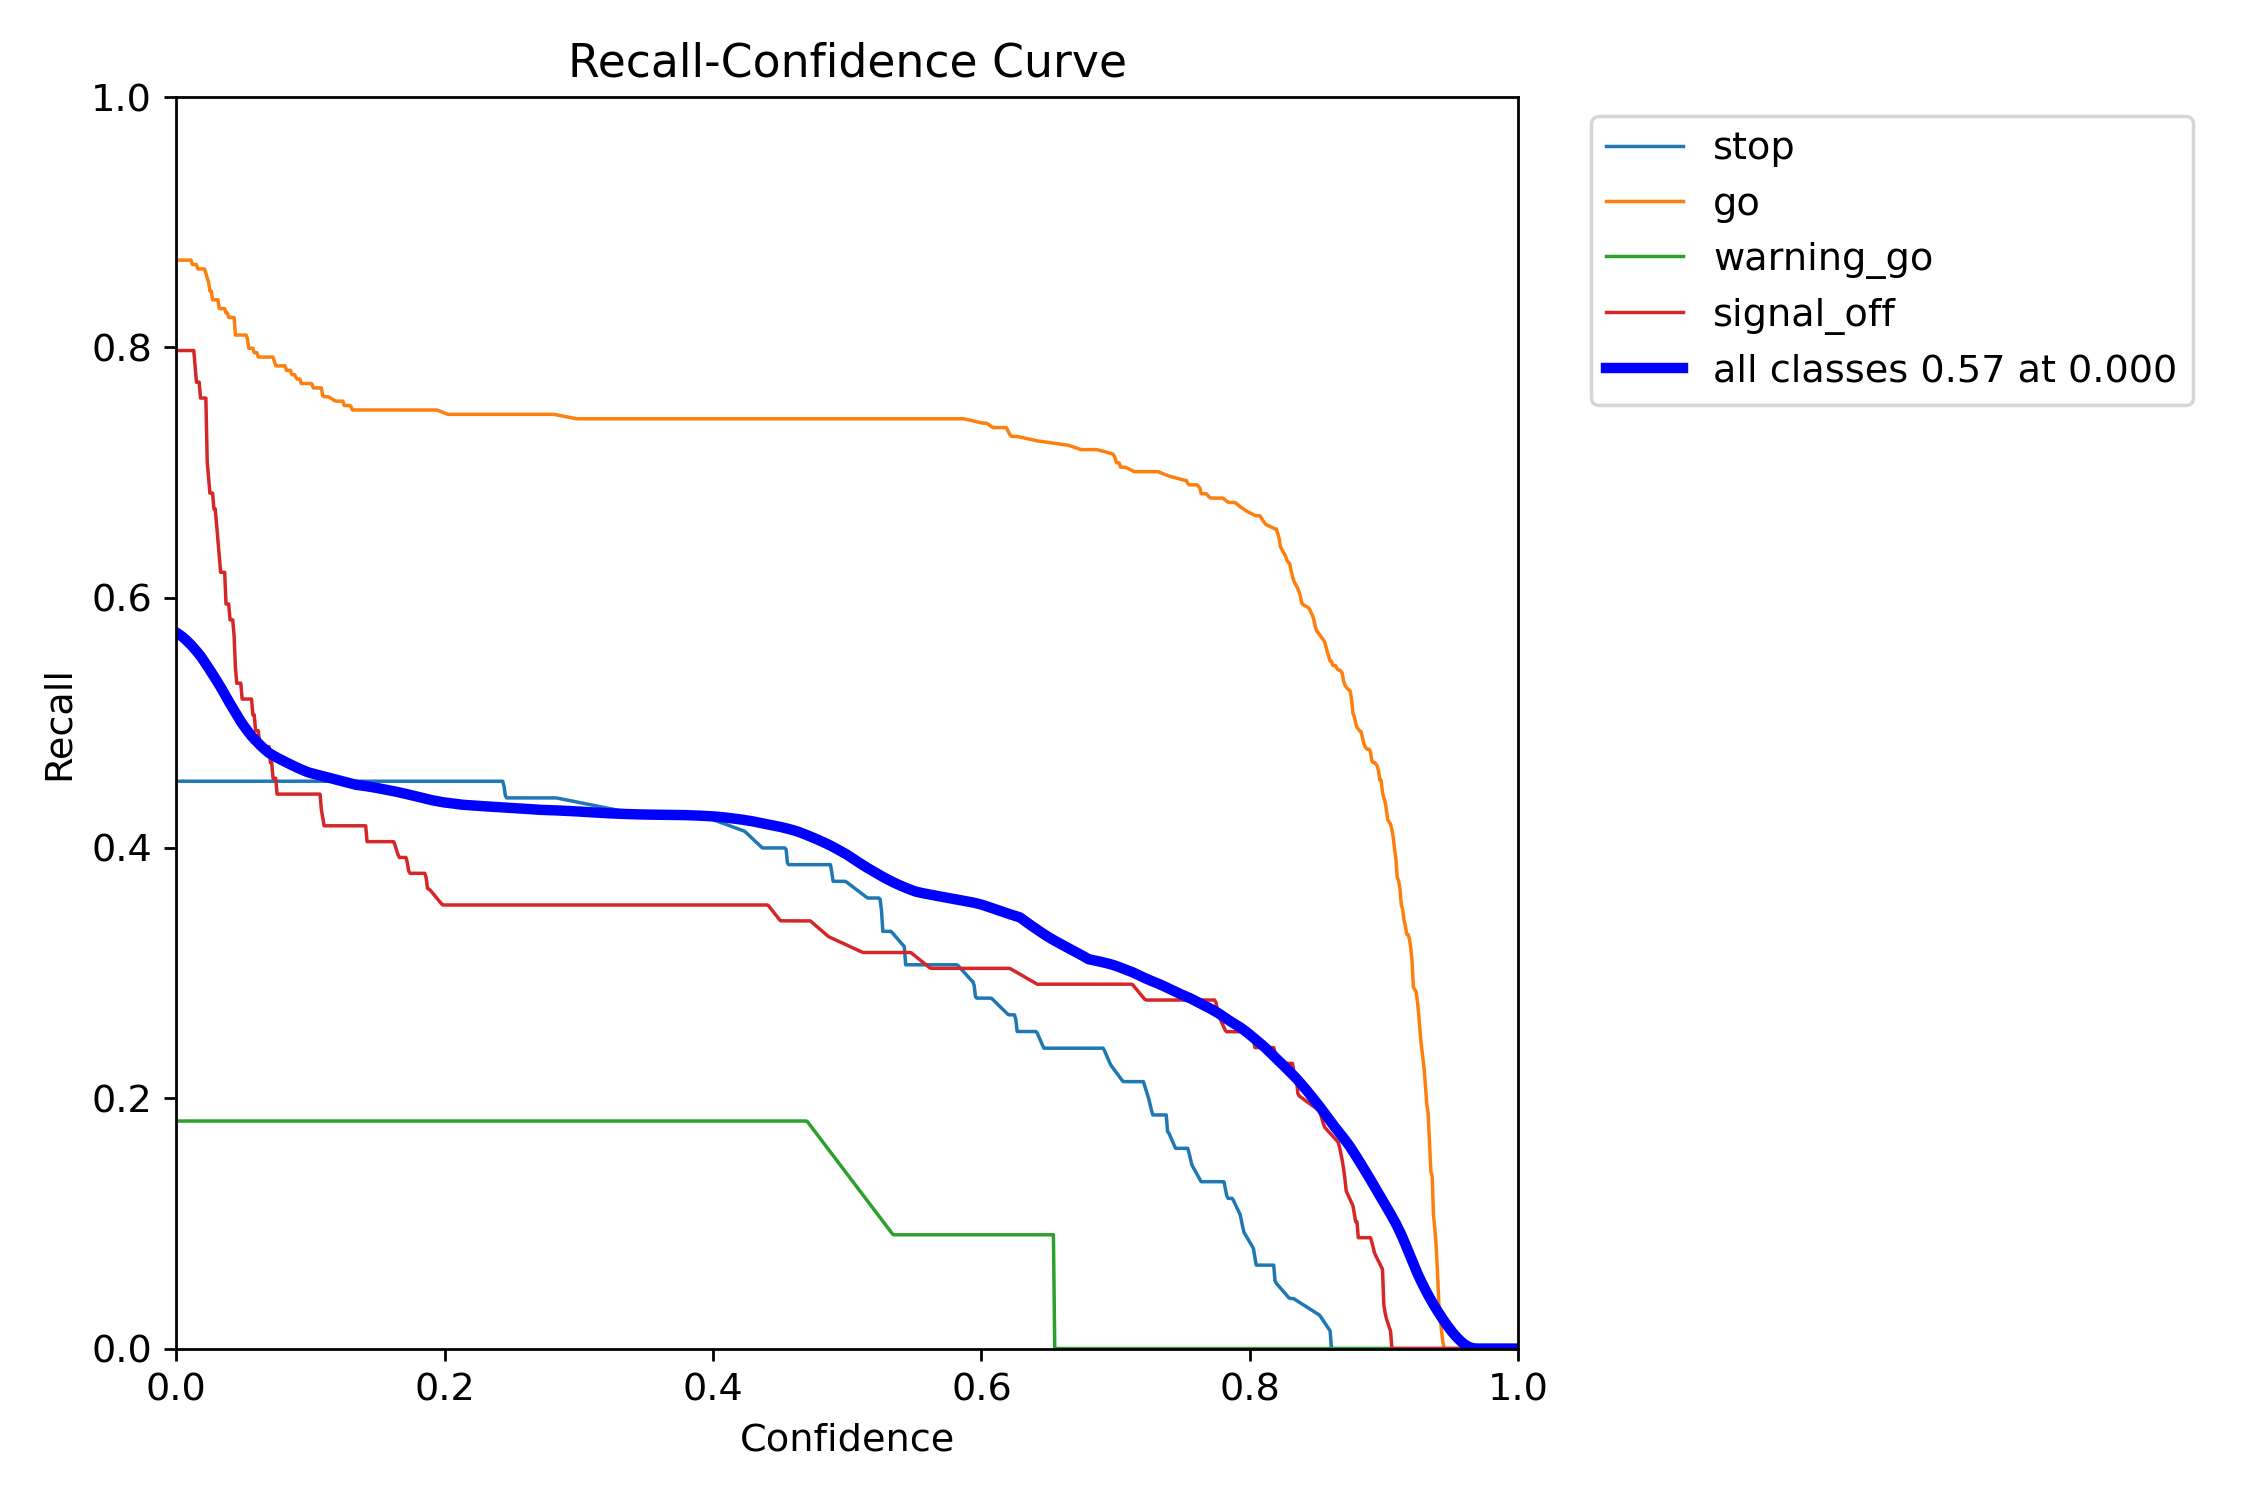 Recall-Confidence Curve
1.0
0.8
0.6
0.4
0.2
0.0
Recall
0.0 0.2 0.4 0.6 0.8 1.0
Confidence
stop
go
warning_go
signal_off
all classes 0.57 at 0.000